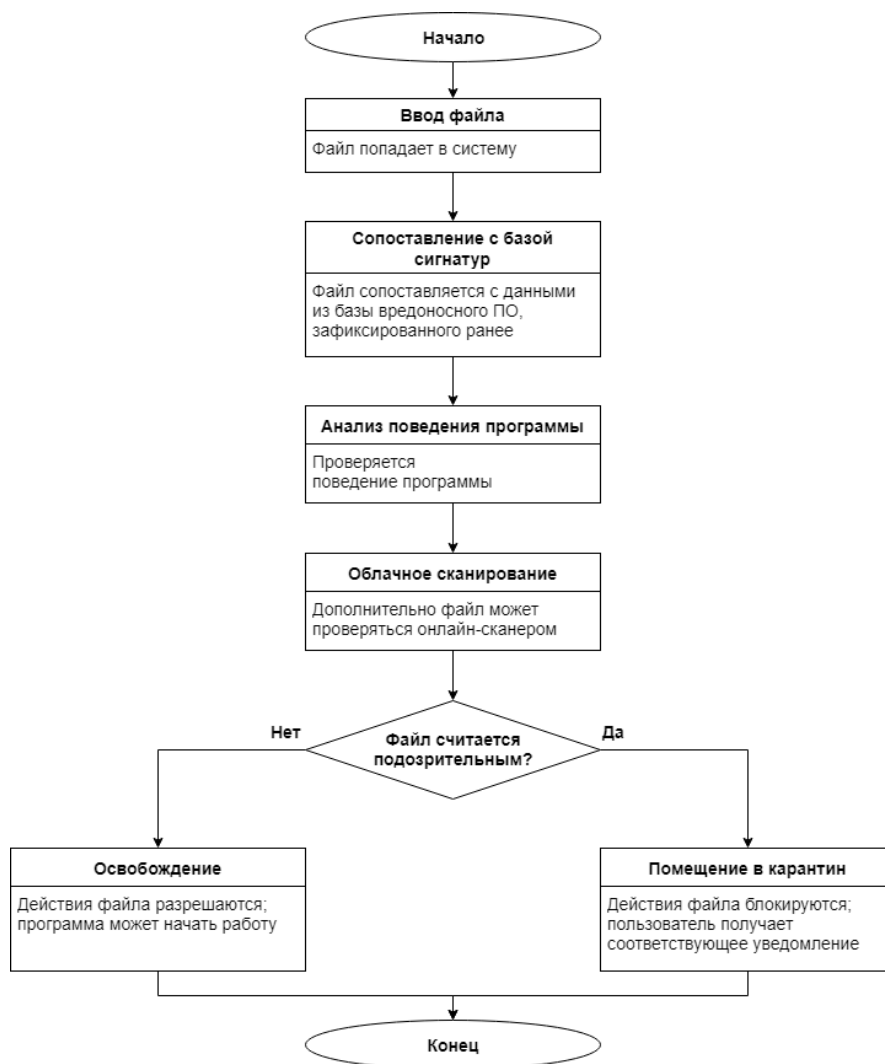 Начало
Ввод файла
Файл попадает в систему
Сопоставление с базой
сигнатур
Файл сопоставляется с данными
из базы вредоносного ПО,
зафиксированного ранее
Анализ поведения программы
Проверяется
поведение программы
Облачное сканирование
Дополнительно файл может
проверяться онлайн-сканером
Нет
Файл считается
подозрительным?
Да
Освобождение
Действия файла разрешаются;
программа может начать работу
Помещение в карантин
Действия файла блокируются;
пользователь получает
соответствующее уведомление
Конец